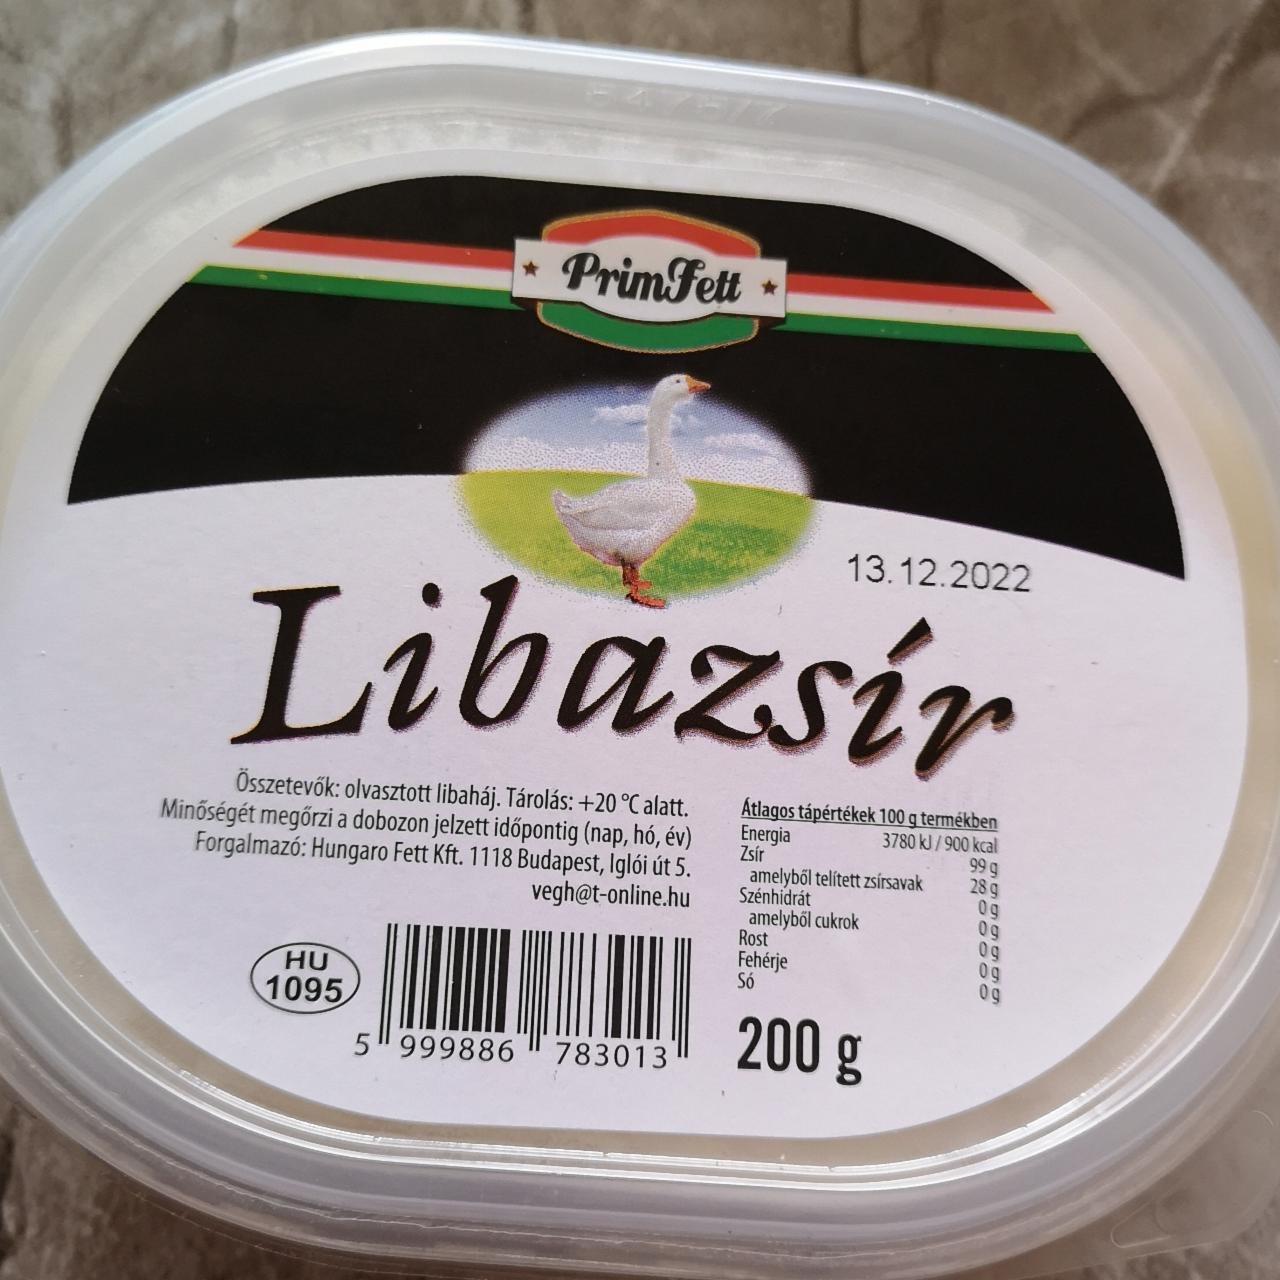 PrimFett
13.12.2022
Libazsír
Összetevők: olvasztott libaháj. Tárolás: +20 °C alatt.
Minőségét megőrzi a dobozon jelzett időpontig (nap, hó, év)
Forgalmazó: Hungaro Fett Kft. 1118 Budapest, Iglói út 5.
vegh@t-online.hu
Átlagos tápértékek 100 g termékben
Energia 3780 kJ / 900 kcal
Zsír 99 g
amelyből telített zsírsavak 28 g
Szénhidrát 0 g
amelyből cukrok 0 g
Rost 0 g
Fehérje 0 g
Só 0 g
HU
1095
5 999886 783013
200 g